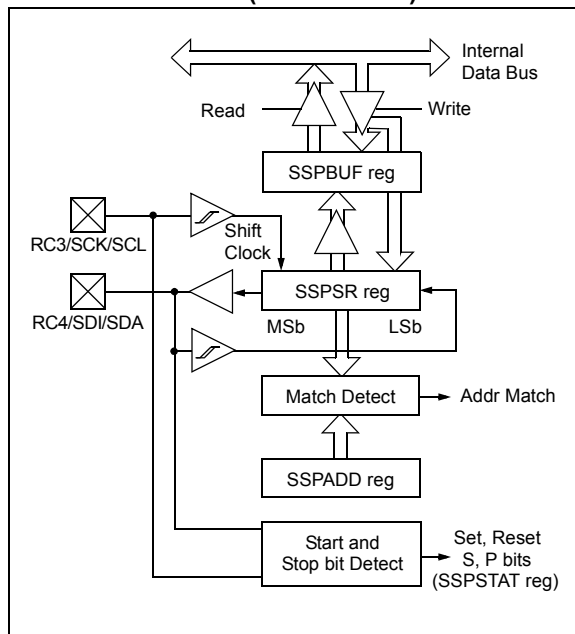 Internal
Data Bus
Read
Write
SSPBUF reg
RC3/SCK/SCL
Shift
Clock
SSPSR reg
RC4/SDI/SDA
MSb
LSb
Match Detect
Addr Match
SSPADD reg
Start and
Stop bit Detect
Set, Reset
S, P bits
(SSPSTAT reg)